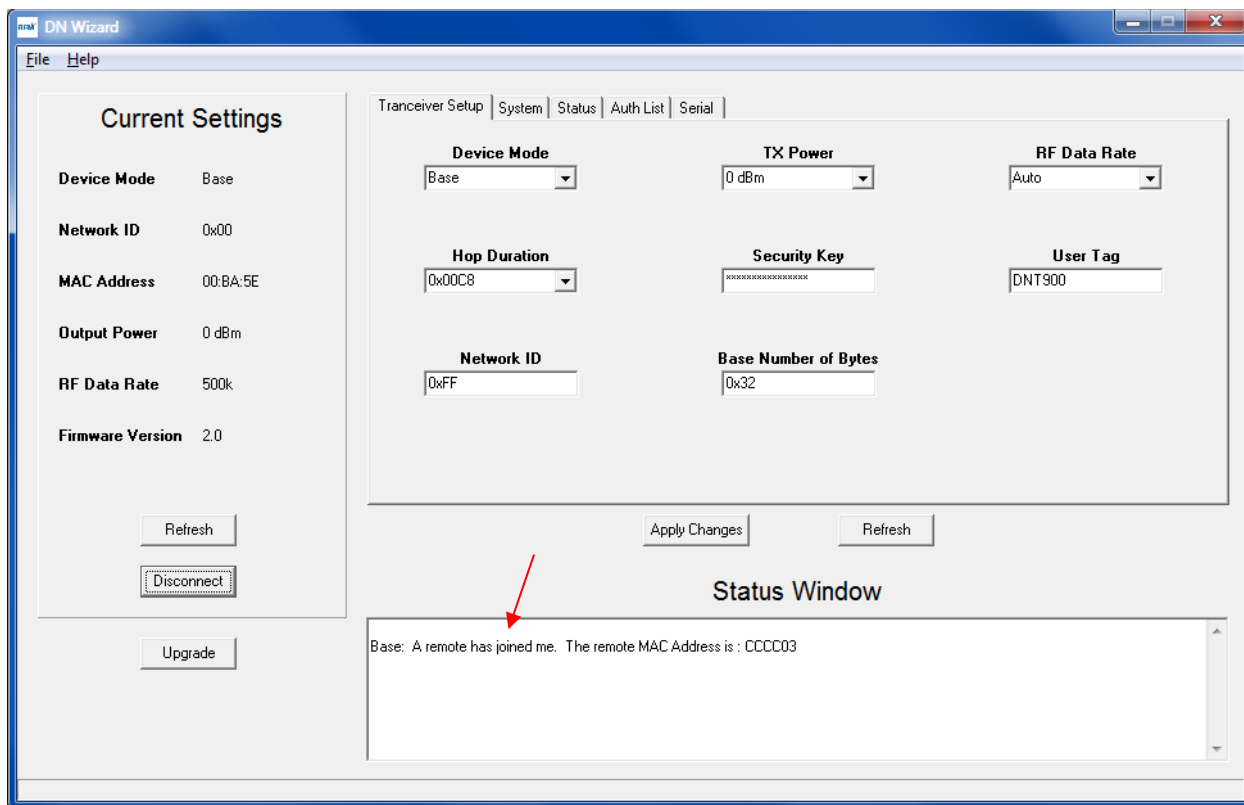 RFM DN Wizard
File Help
Current Settings
Device Mode Base
Network ID 0x00
MAC Address 00:BA:5E
Output Power 0 dBm
RF Data Rate 500k
Firmware Version 2.0
Refresh
Disconnect
Upgrade
Tranceiver Setup System Status Auth List Serial
Device Mode TX Power RF Data Rate
Base 0 dBm Auto
Hop Duration Security Key User Tag
0x00C8 **************** DNT900
Network ID Base Number of Bytes
0xFF 0x32
Apply Changes Refresh
Status Window
Base: A remote has joined me. The remote MAC Address is : CCCC03